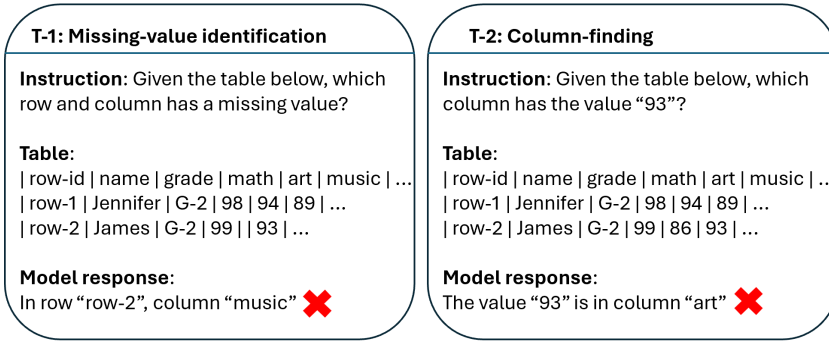 T-1: Missing-value identification
Instruction: Given the table below, which
row and column has a missing value?
Table:
| row-id | name | grade | math | art | music | ...
| row-1 | Jennifer | G-2 | 98 | 94 | 89 | ...
| row-2 | James | G-2 | 99 | | 93 | ...
Model response:
In row “row-2”, column “music”
T-2: Column-finding
Instruction: Given the table below, which
column has the value “93”?
Table:
| row-id | name | grade | math | art | music | ..
| row-1 | Jennifer | G-2 | 98 | 94 | 89 | ...
| row-2 | James | G-2 | 99 | 86 | 93 | ...
Model response:
The value “93” is in column “art”